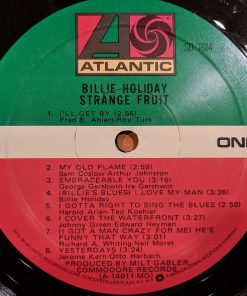 ATLANTIC
SD 1614
BILLIE HOLIDAY
STRANGE FRUIT
1. I'LL GET BY (2:56)
Fred E. Ahlert-Roy Turk
ONE
2. MY OLD FLAME (2:59)
Sam Coslow-Arthur Johnston
3. EMBRACEABLE YOU (3:16)
George Gershwin-Ira Gershwin
4. (BILLIE'S BLUES) I LOVE MY MAN (3:26)
Billie Holiday
5. I GOTTA RIGHT TO SING THE BLUES (2:50)
Harold Arlen-Ted Koehler
6. I COVER THE WATERFRONT (3:27)
Johnny Green-Edward Heyman
7. (I GOT A MAN CRAZY FOR ME) HE'S
FUNNY THAT WAY (3:01)
Richard A. Whiting-Neil Moret
8. YESTERDAYS (3:24)
Jerome Kern-Otto Harbach
PRODUCED BY MILT GABLER
COMMODORE RECORDS
(A-14011-MO)